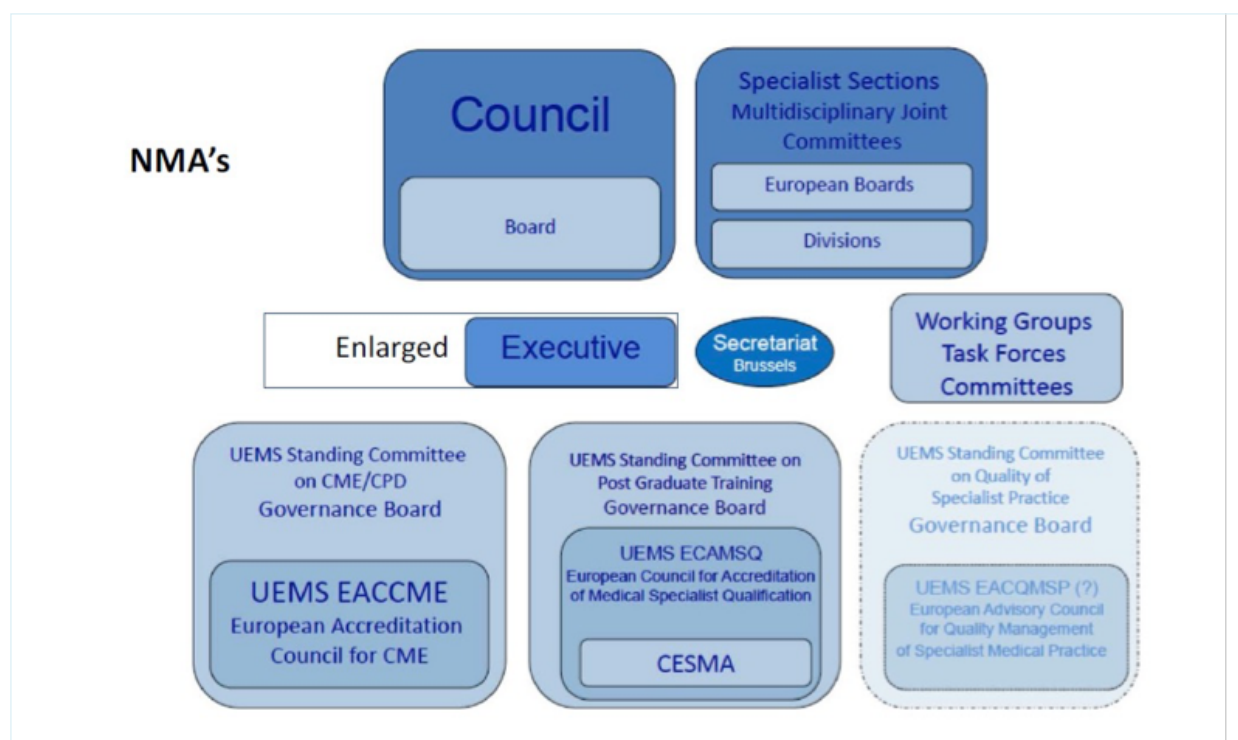 NMA's
Council
Board
Specialist Sections
Multidisciplinary Joint
Committees
European Boards
Divisions
Enlarged
Executive
Secretariat
Brussels
Working Groups
Task Forces
Committees
UEMS Standing Committee
on CME/CPD
Governance Board
UEMS EACCME
European Accreditation
Council for CME
UEMS Standing Committee on
Post Graduate Training
Governance Board
UEMS ECAMSQ
European Council for Accreditation
of Medical Specialist Qualification
CESMA
UEMS Standing Committee
on Quality of
Specialist Practice
Governance Board
UEMS EACQMSP (?)
European Advisory Council
for Quality Management
of Specialist Medical Practice